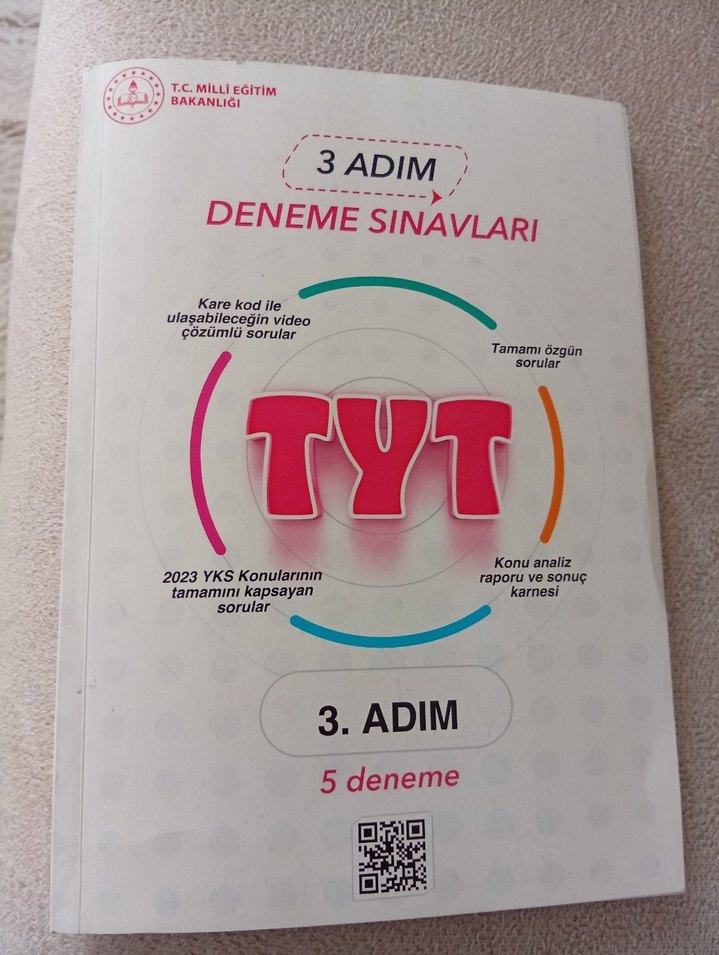 T.C. MİLLÎ EĞİTİM
BAKANLIĞI
3 ADIM
DENEME SINAVLARI
Kare kod ile
ulaşabileceğin video
çözümlü sorular
Tamamı özgün
sorular
TYT
2023 YKS Konularının
tamamını kapsayan
sorular
Konu analiz
raporu ve sonuç
karnesi
3. ADIM
5 deneme